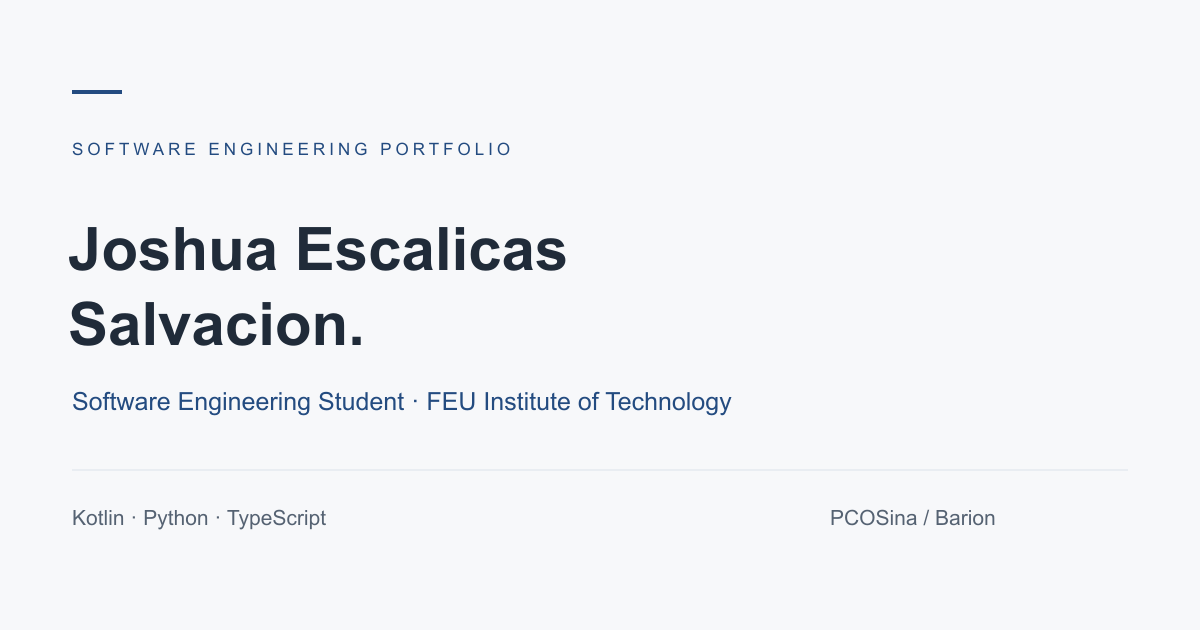 SOFTWARE ENGINEERING PORTFOLIO
Joshua Escalicas
Salvacion.
Software Engineering Student · FEU Institute of Technology
Kotlin · Python · TypeScript
PCOSina / Barion